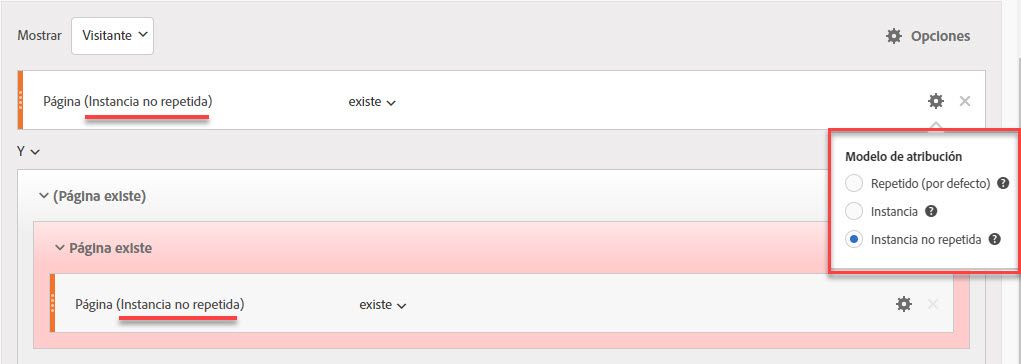 Mostrar Visitante Opciones
Página (Instancia no repetida) existe
Y
Modelo de atribución
Repetido (por defecto)
Instancia
Instancia no repetida
(Página existe)
Página existe
Página (Instancia no repetida) existe